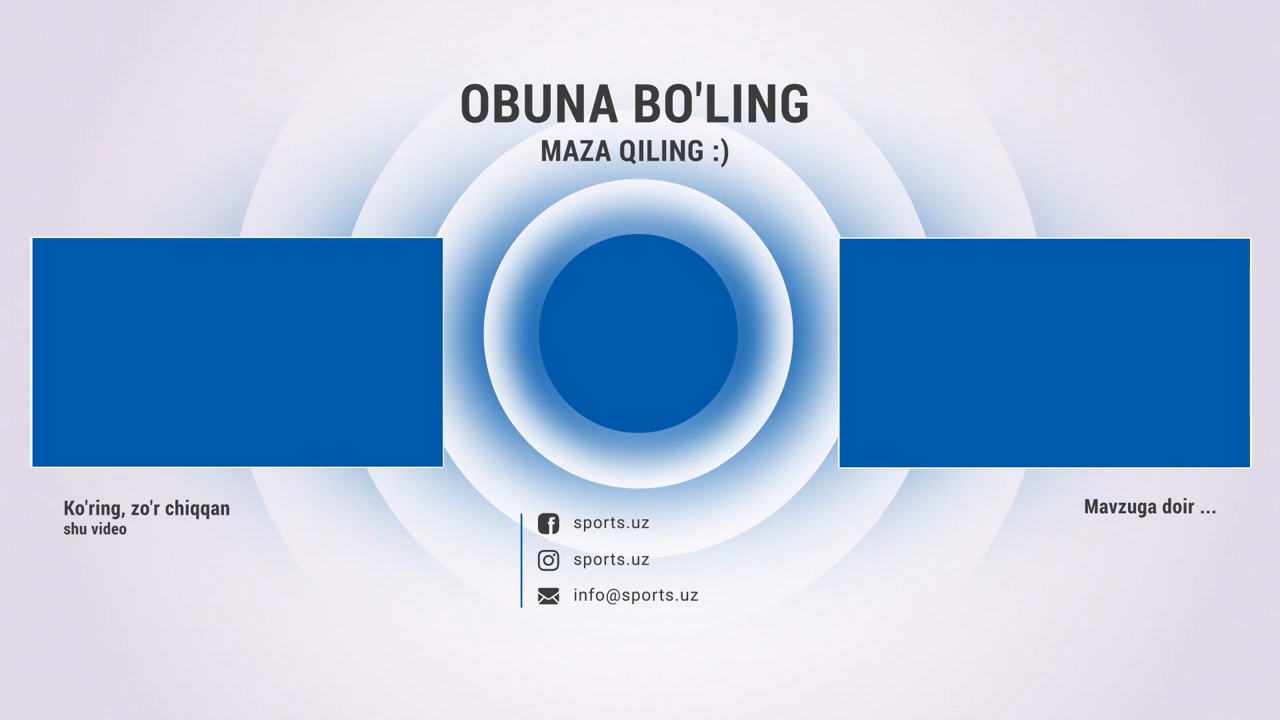 OBUNA BO'LING
MAZA QILING :)
Ko'ring, zo'r chiqqan
shu video
Mavzuga doir ...
sports.uz
sports.uz
info@sports.uz